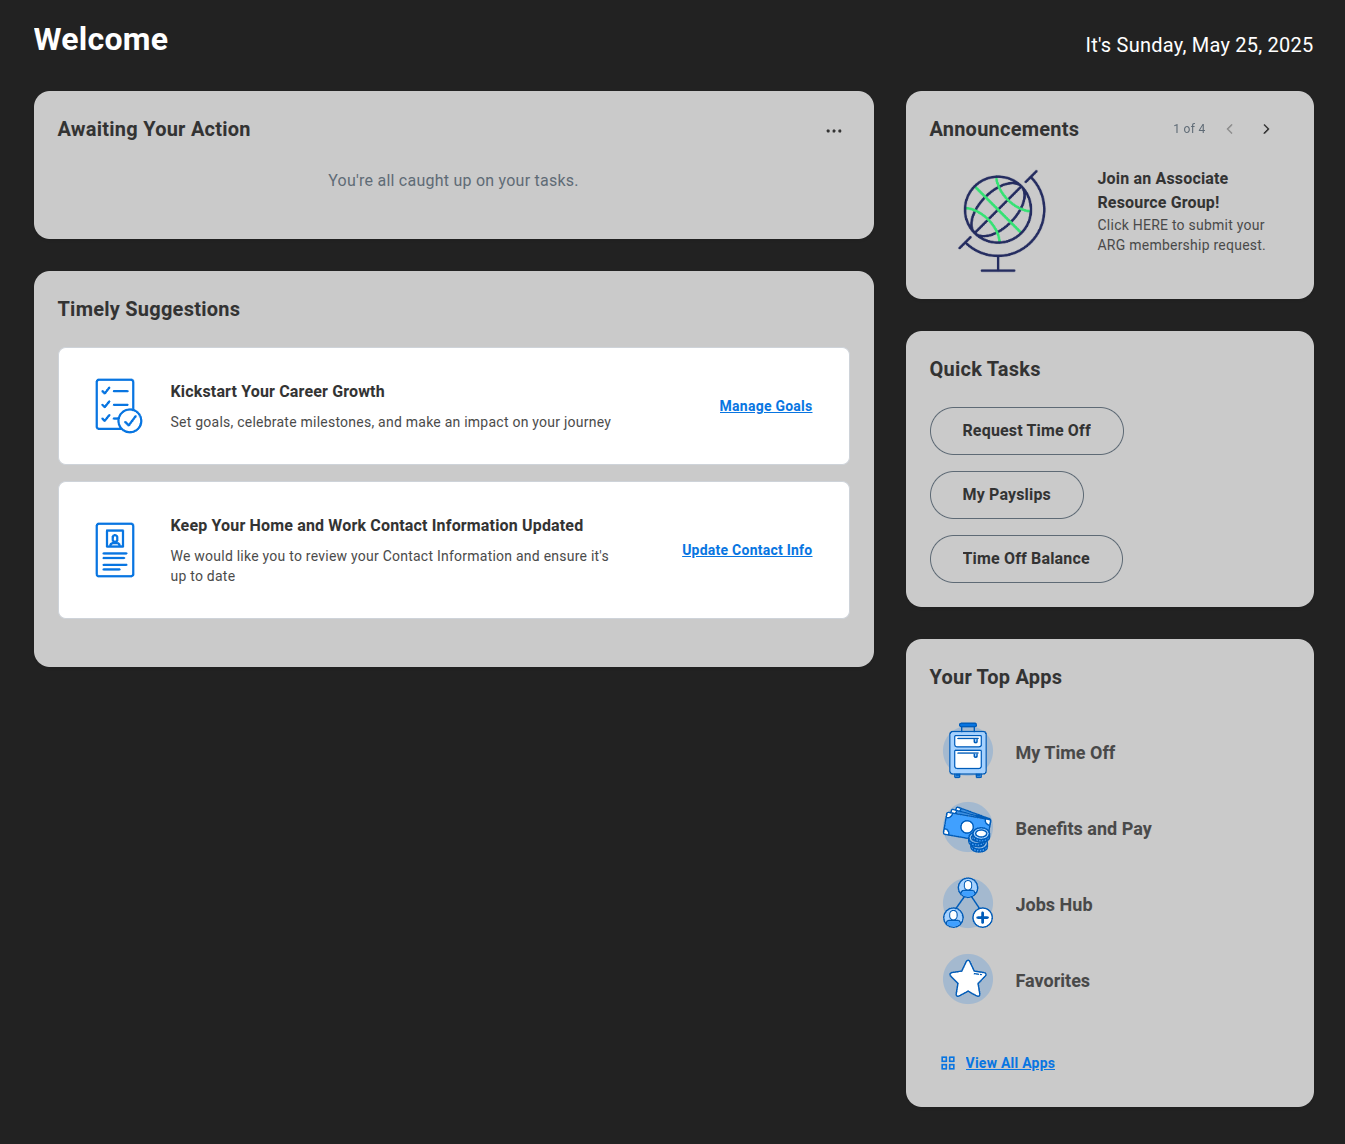 Welcome
It's Sunday, May 25, 2025
Awaiting Your Action
You're all caught up on your tasks.
Timely Suggestions
Kickstart Your Career Growth
Set goals, celebrate milestones, and make an impact on your journey
Manage Goals
Keep Your Home and Work Contact Information Updated
We would like you to review your Contact Information and ensure it's
up to date
Update Contact Info
Announcements
1 of 4
Join an Associate
Resource Group!
Click HERE to submit your
ARG membership request.
Quick Tasks
Request Time Off
My Payslips
Time Off Balance
Your Top Apps
My Time Off
Benefits and Pay
Jobs Hub
Favorites
View All Apps